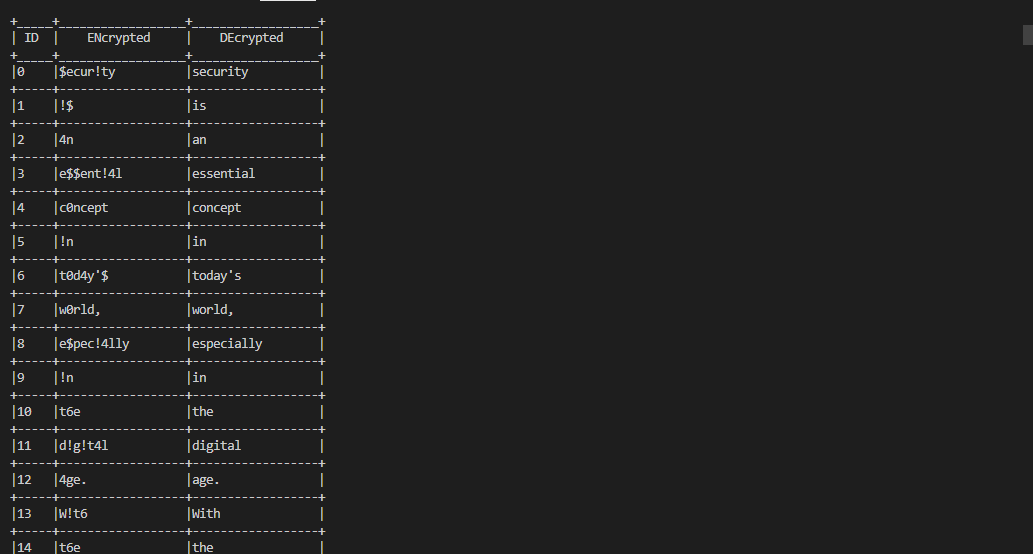 ID ENcrypted DEcrypted
0 $ecur!ty security
1 !$ is
2 4n an
3 e$$ent!4l essential
4 c0ncept concept
5 !n in
6 t0d4y'$ today's
7 w0rld, world,
8 e$pec!4lly especially
9 !n in
10 t6e the
11 d!g!t4l digital
12 4ge. age.
13 W!t6 With
14 t6e the